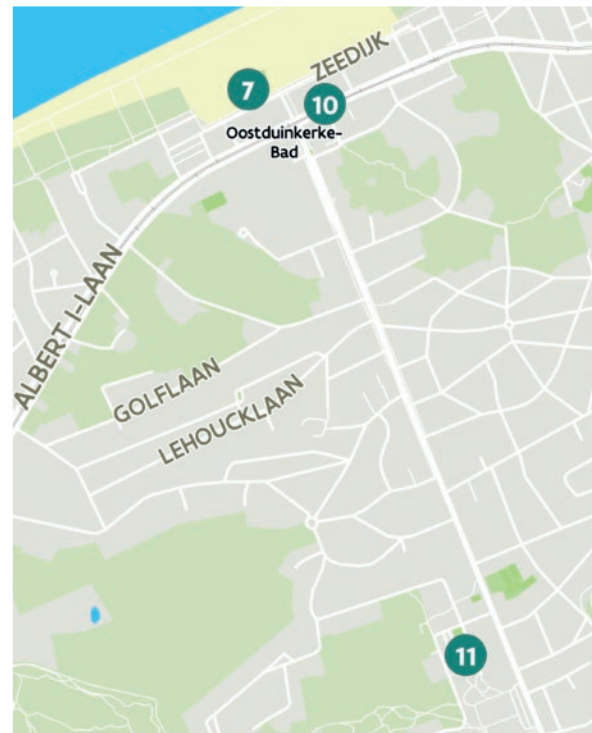 ZEEDIJK
7
10
Oostduinkerke-
Bad
ALBERT I-LAAN
GOLFLAAN
LEHOUCKLAAN
11